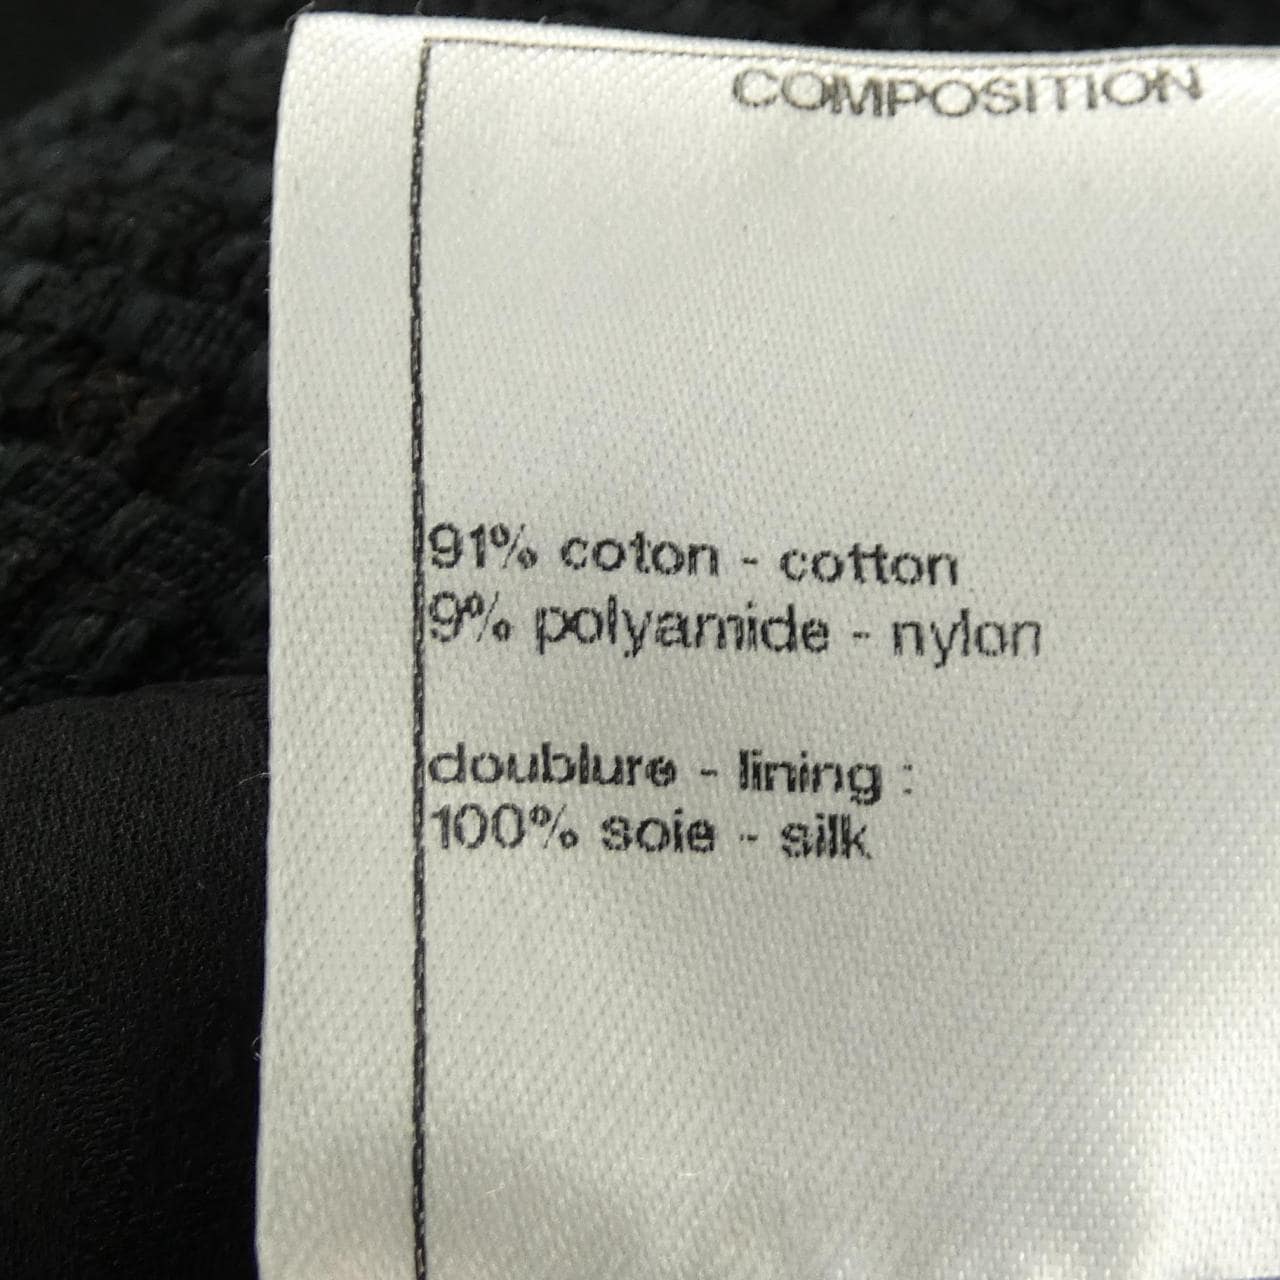 COMPOSITION
91% coton - cotton
9% polyamide - nylon
doublure - lining :
100% soie - silk